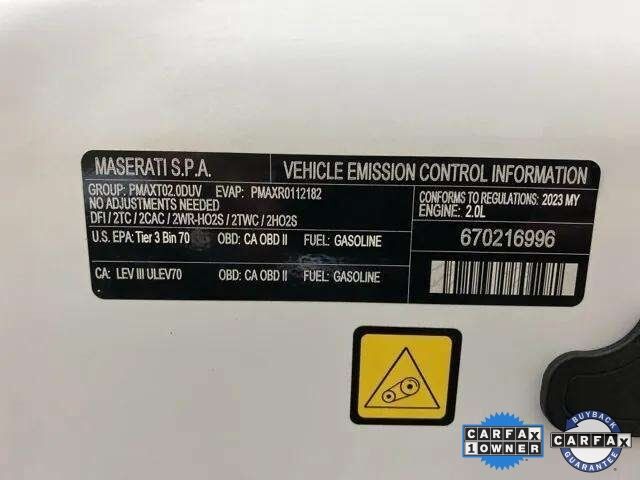 MASERATI S.P.A. VEHICLE EMISSION CONTROL INFORMATION
GROUP: PMAXT02.0DUV EVAP: PMAXR0112182
NO ADJUSTMENTS NEEDED
DFI / 2TC / 2CAC / 2WR-HO2S / 2TWC / 2HO2S
CONFORMS TO REGULATIONS: 2023 MY
ENGINE: 2.0L
U.S. EPA: Tier 3 Bin 70 OBD: CA OBD II FUEL: GASOLINE
670216996
CA: LEV III ULEV70 OBD: CA OBD II FUEL: GASOLINE
CARFAX
1 OWNER
BUYBACK
CARFAX
GUARANTEE